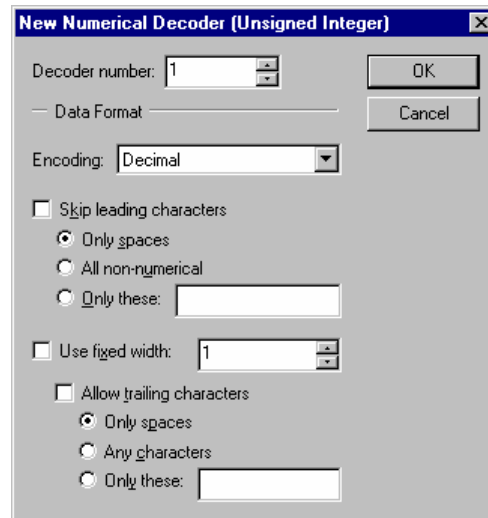 New Numerical Decoder (Unsigned Integer)
Decoder number: 1
OK
Data Format
Cancel
Encoding: Decimal
Skip leading characters
Only spaces
All non-numerical
Only these:
Use fixed width: 1
Allow trailing characters
Only spaces
Any characters
Only these: